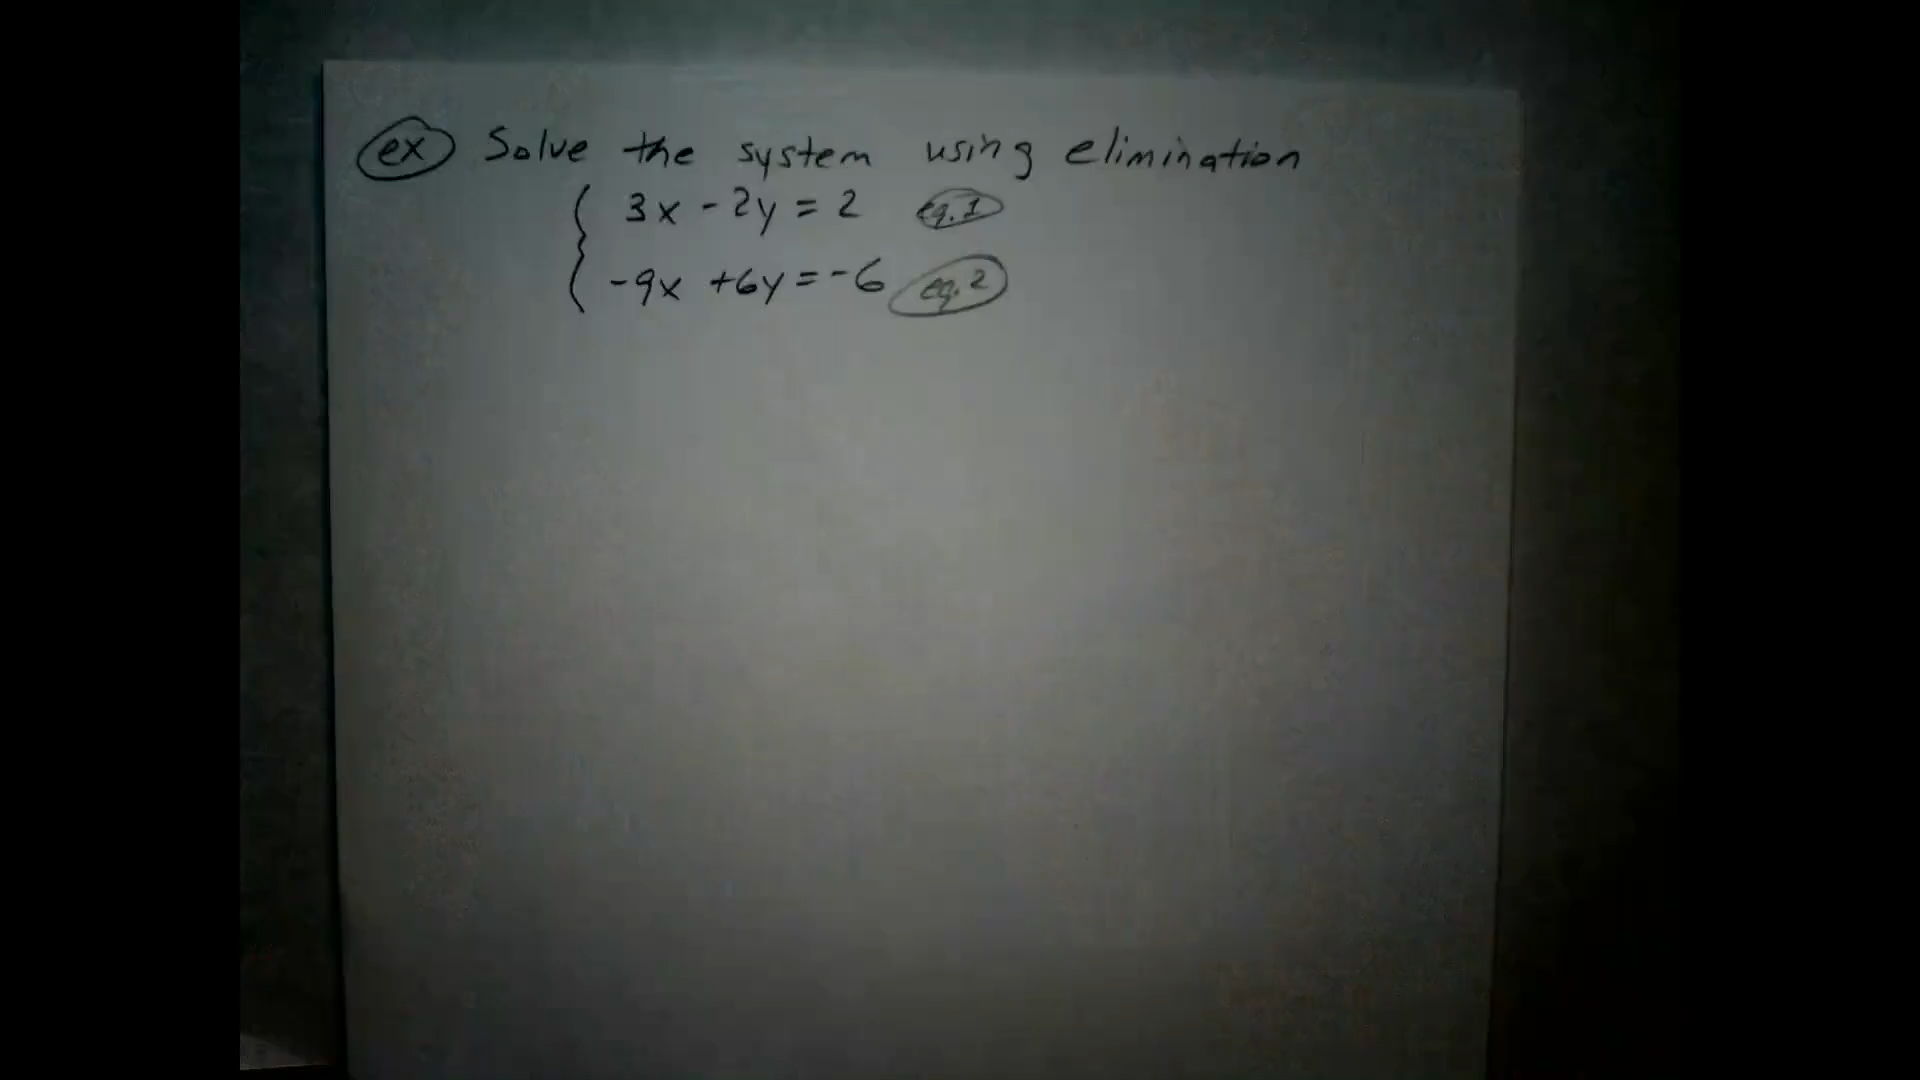 ex Solve the system using elimination
3x - 2y = 2 eq. 1
-9x +6y = -6 eq. 2